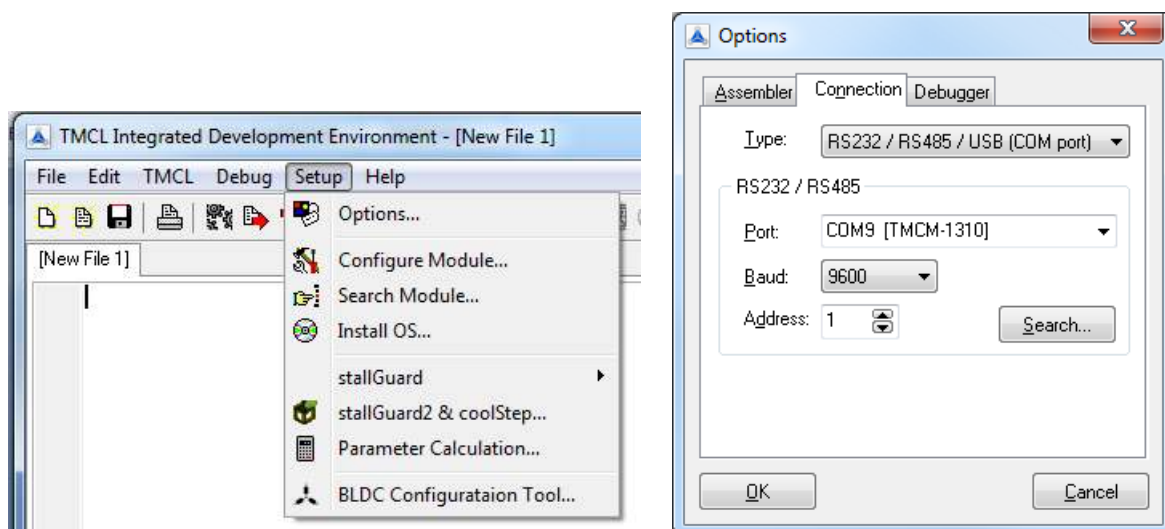 TMCL Integrated Development Environment - [New File 1]
File Edit TMCL Debug Setup Help
[New File 1]
Options...
Configure Module...
Search Module...
Install OS...
stallGuard
stallGuard2 & coolStep...
Parameter Calculation...
BLDC Configurataion Tool...
Options
Assembler Connection Debugger
Type: RS232 / RS485 / USB (COM port)
RS232 / RS485
Port: COM9 [TMCM-1310]
Baud: 9600
Address: 1
Search...
OK Cancel